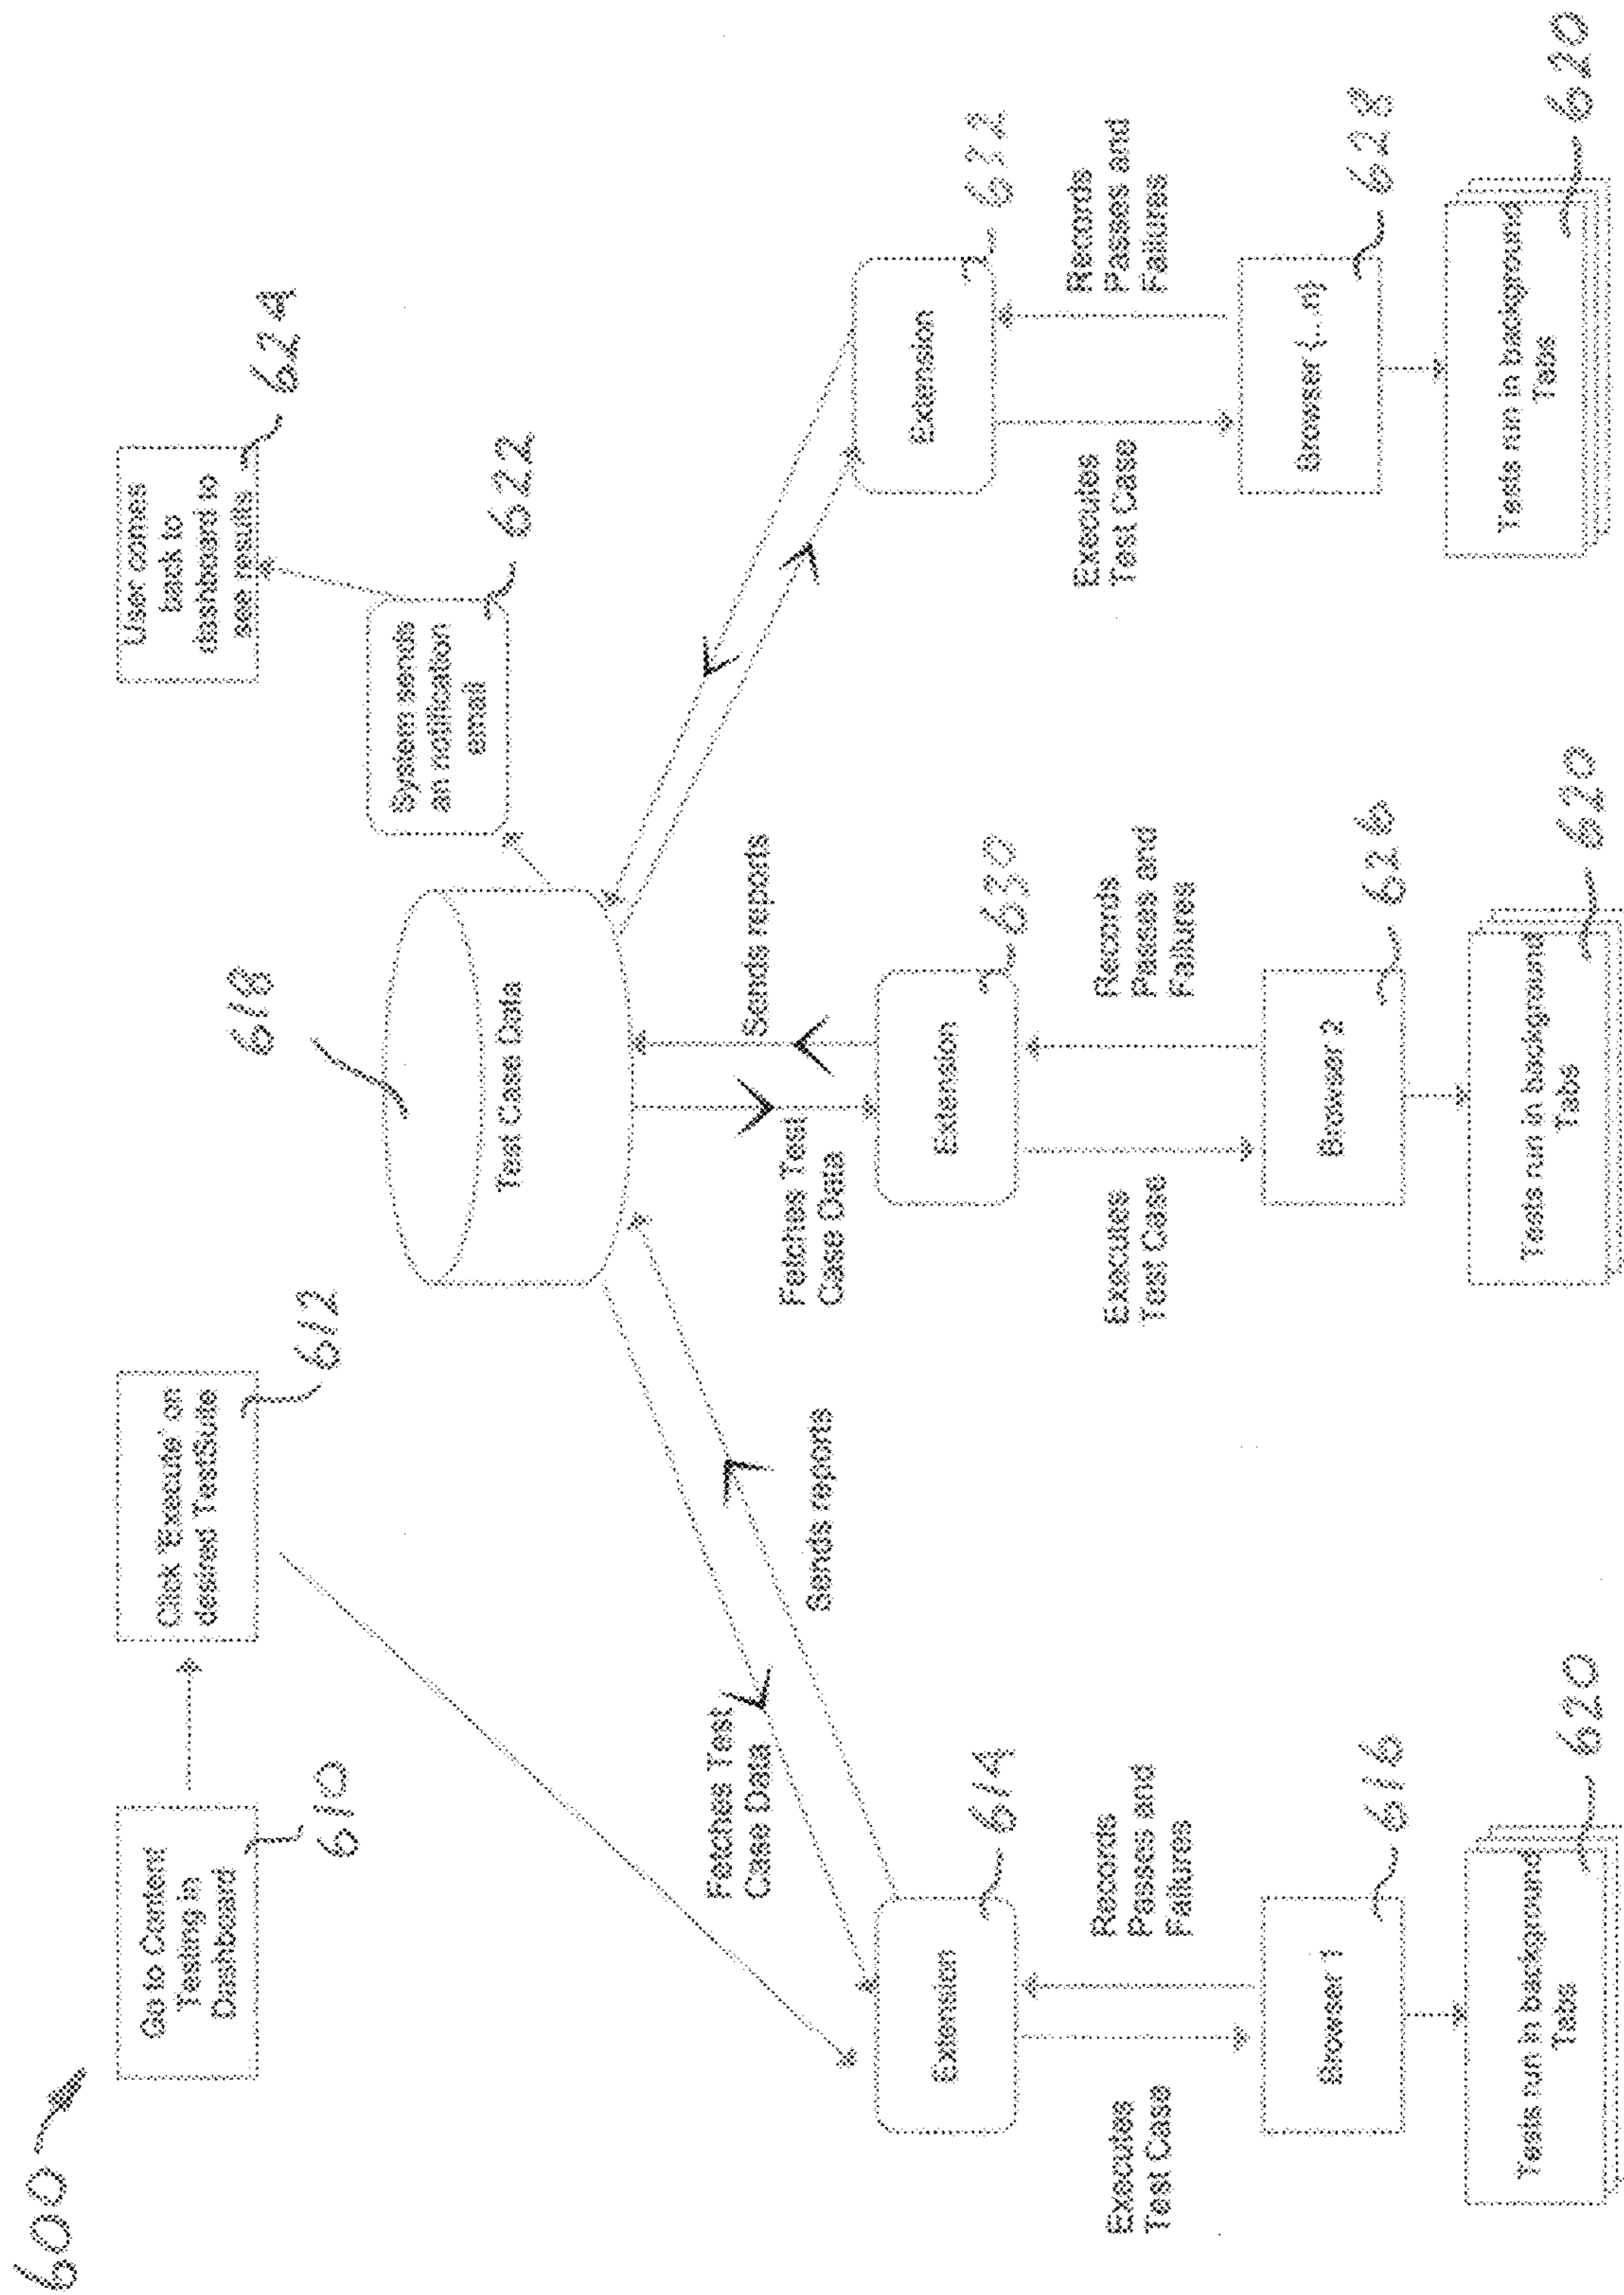 600
Go to Content
Testing in
Dashboard
610
Click 'Execute' on
desired TestSuite
612
User comes
back to
dashboard to
see results
624
System sends
an notification
email
622
618
Test Case Data
Fetches Test
Case Data
Sends reports
Fetches Test
Case Data
Sends reports
Extension
614
Extension
630
Extension
632
Executes
Test Case
Records
Passes and
Failures
Executes
Test Case
Records
Passes and
Failures
Executes
Test Case
Records
Passes and
Failures
Browser 1
616
Browser 2
626
Browser (...n)
628
Tests run in background
Tabs
620
Tests run in background
Tabs
620
Tests run in background
Tabs
620